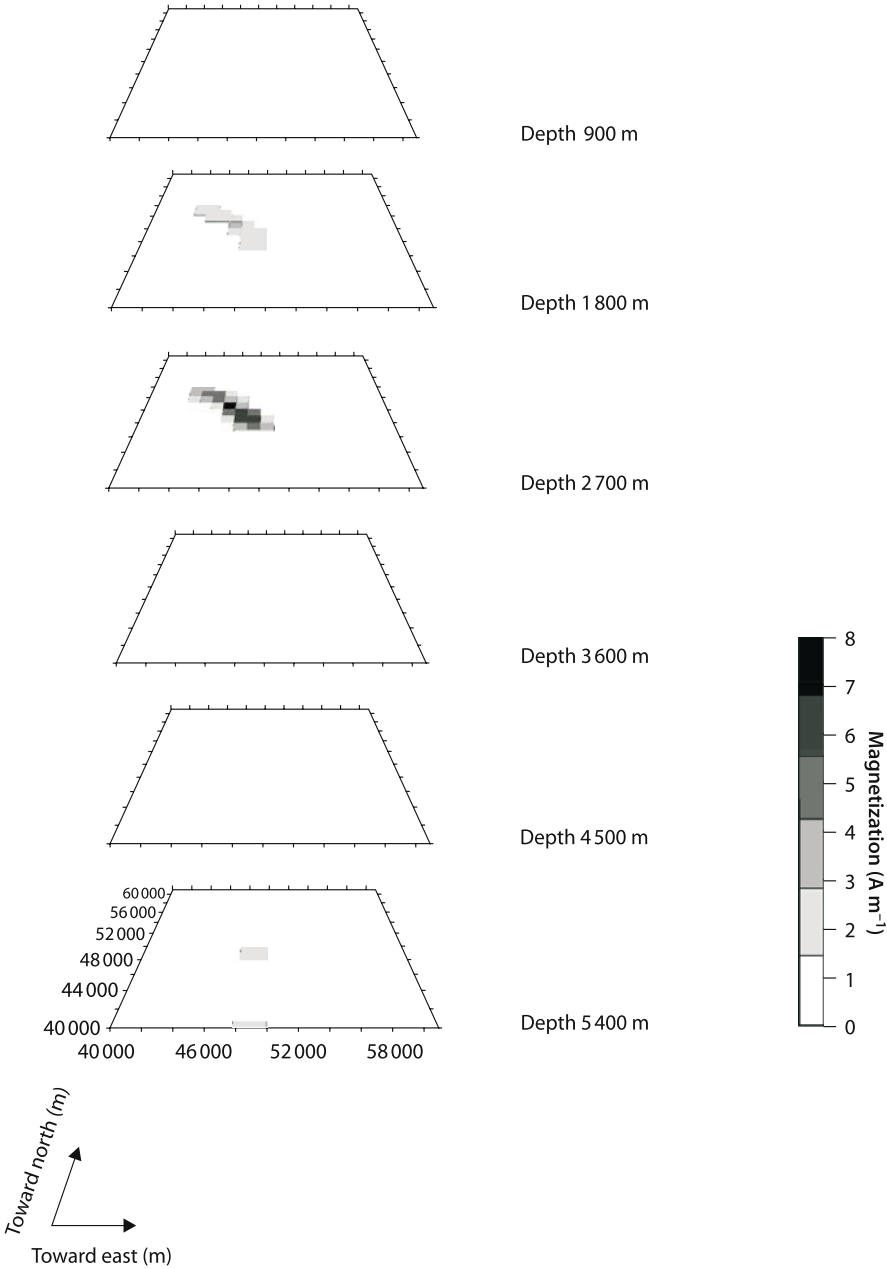 Depth 900 m
Depth 1 800 m
Depth 2 700 m
Depth 3 600 m
Depth 4 500 m
Depth 5 400 m
60 000
56 000
52 000
48 000
44 000
40 000
40 000 46 000 52 000 58 000
8
7
6
5
4
3
2
1
0
Magnetization (A m⁻¹)
Toward north (m)
Toward east (m)